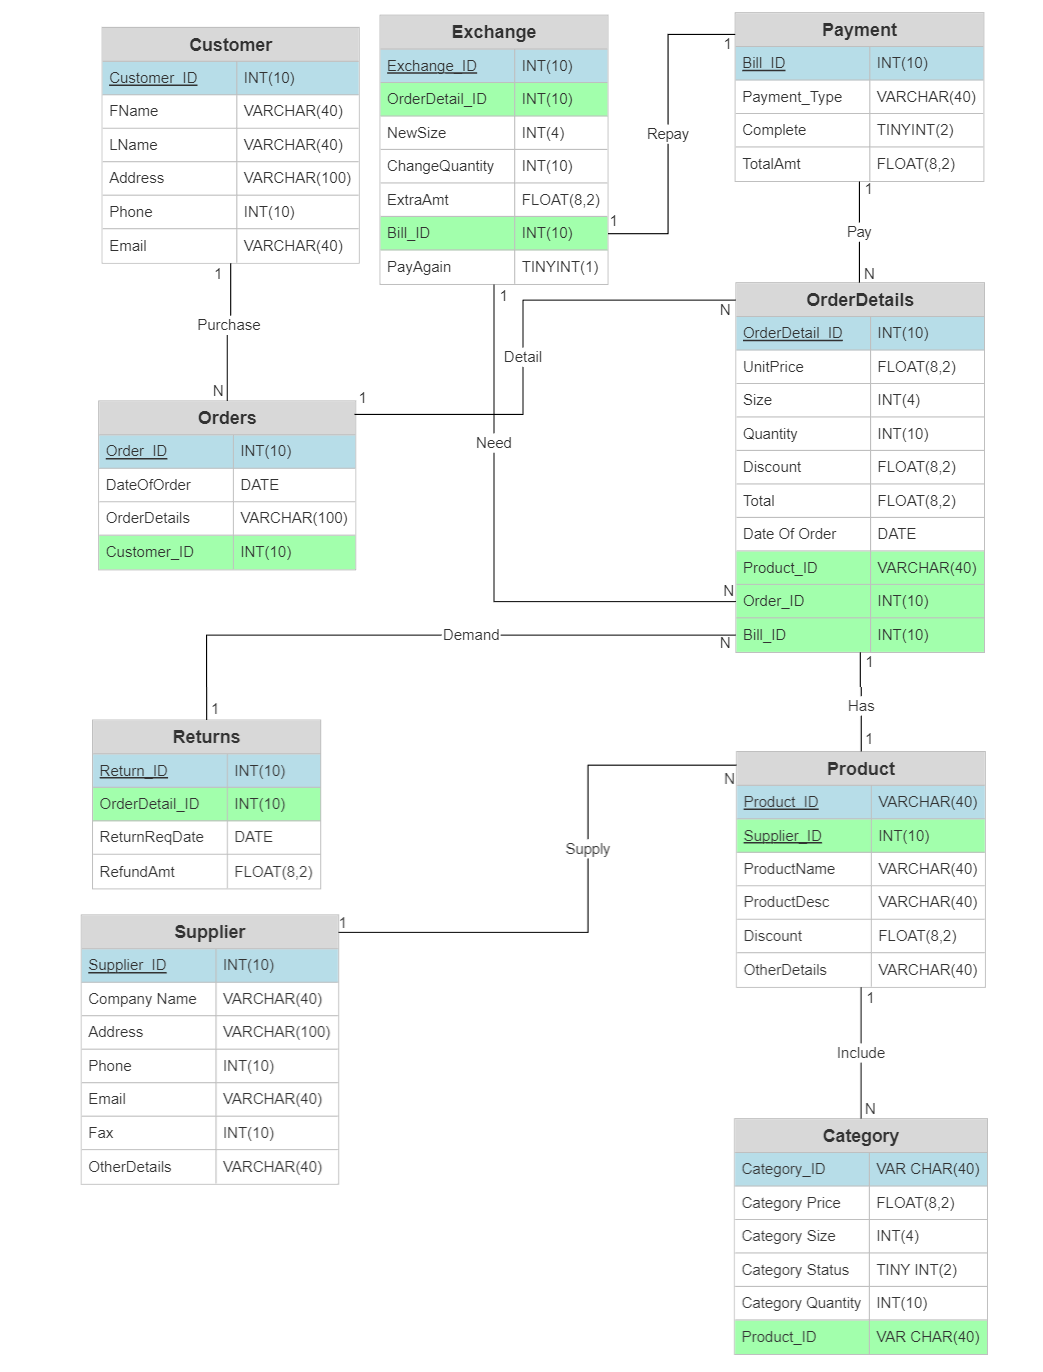 Customer
Customer_ID INT(10)
FName VARCHAR(40)
LName VARCHAR(40)
Address VARCHAR(100)
Phone INT(10)
Email VARCHAR(40)
1
Purchase
N
Exchange
Exchange_ID INT(10)
OrderDetail_ID INT(10)
NewSize INT(4)
ChangeQuantity INT(10)
ExtraAmt FLOAT(8,2)
Bill_ID INT(10)
PayAgain TINYINT(1)
1
Repay
1
Payment
Bill_ID INT(10)
Payment_Type VARCHAR(40)
Complete TINYINT(2)
TotalAmt FLOAT(8,2)
1
Pay
N
1
Need
N
1
Detail
N
Orders
Order_ID INT(10)
DateOfOrder DATE
OrderDetails VARCHAR(100)
Customer_ID INT(10)
OrderDetails
OrderDetail_ID INT(10)
UnitPrice FLOAT(8,2)
Size INT(4)
Quantity INT(10)
Discount FLOAT(8,2)
Total FLOAT(8,2)
Date Of Order DATE
Product_ID VARCHAR(40)
Order_ID INT(10)
Bill_ID INT(10)
Demand
N
1
1
Has
1
Returns
Return_ID INT(10)
OrderDetail_ID INT(10)
ReturnReqDate DATE
RefundAmt FLOAT(8,2)
Product
Product_ID VARCHAR(40)
Supplier_ID INT(10)
ProductName VARCHAR(40)
ProductDesc VARCHAR(40)
Discount FLOAT(8,2)
OtherDetails VARCHAR(40)
N
Supply
1
Supplier
Supplier_ID INT(10)
Company Name VARCHAR(40)
Address VARCHAR(100)
Phone INT(10)
Email VARCHAR(40)
Fax INT(10)
OtherDetails VARCHAR(40)
1
Include
N
Category
Category_ID VAR CHAR(40)
Category Price FLOAT(8,2)
Category Size INT(4)
Category Status TINY INT(2)
Category Quantity INT(10)
Product_ID VAR CHAR(40)